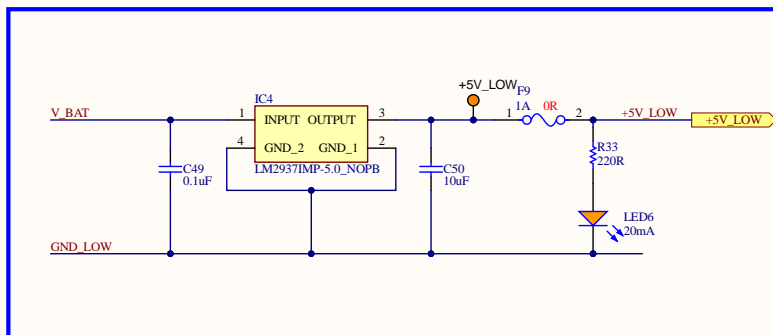 +5V_LOW
F9
1A
0R
IC4
V_BAT
1
INPUT
OUTPUT
3
1
2
+5V_LOW
+5V_LOW
4
GND_2
GND_1
2
LM2937IMP-5.0_NOPB
C49
0.1uF
C50
10uF
R33
220R
LED6
20mA
GND_LOW